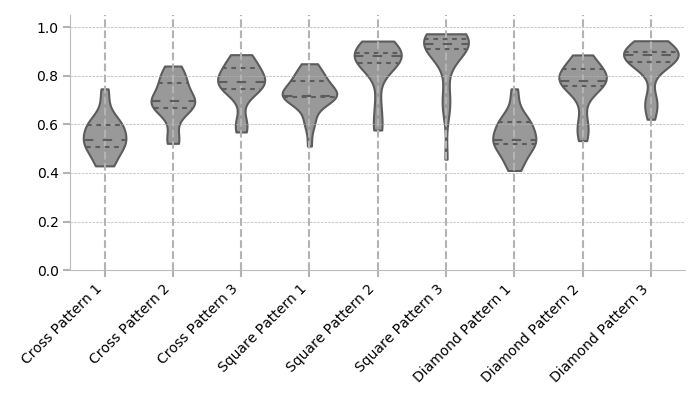 1.0
0.8
0.6
0.4
0.2
0.0
Cross Pattern 1
Cross Pattern 2
Cross Pattern 3
Square Pattern 1
Square Pattern 2
Square Pattern 3
Diamond Pattern 1
Diamond Pattern 2
Diamond Pattern 3